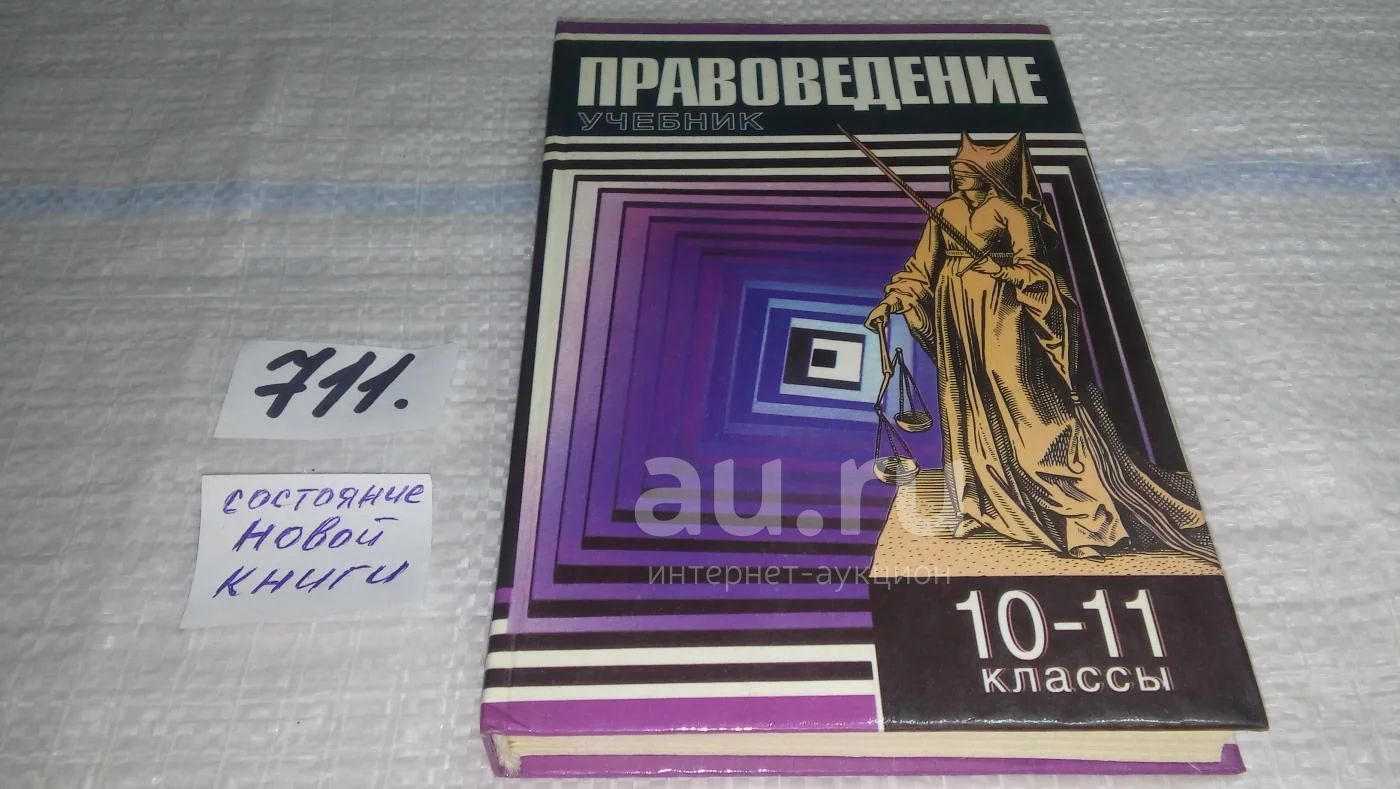 ПРАВОВЕДЕНИЕ
УЧЕБНИК
711.
состояние
новой
книги
au.ru
интернет-аукцион
10-11
классы